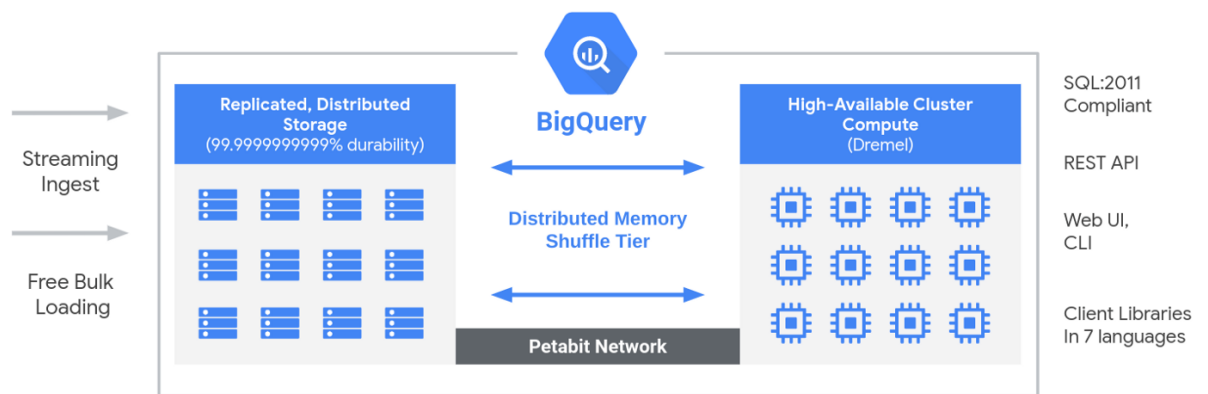 Streaming
Ingest
Free Bulk
Loading
Replicated, Distributed
Storage
(99.9999999999% durability)
BigQuery
Distributed Memory
Shuffle Tier
Petabit Network
High-Available Cluster
Compute
(Dremel)
SQL:2011
Compliant
REST API
Web UI,
CLI
Client Libraries
In 7 languages